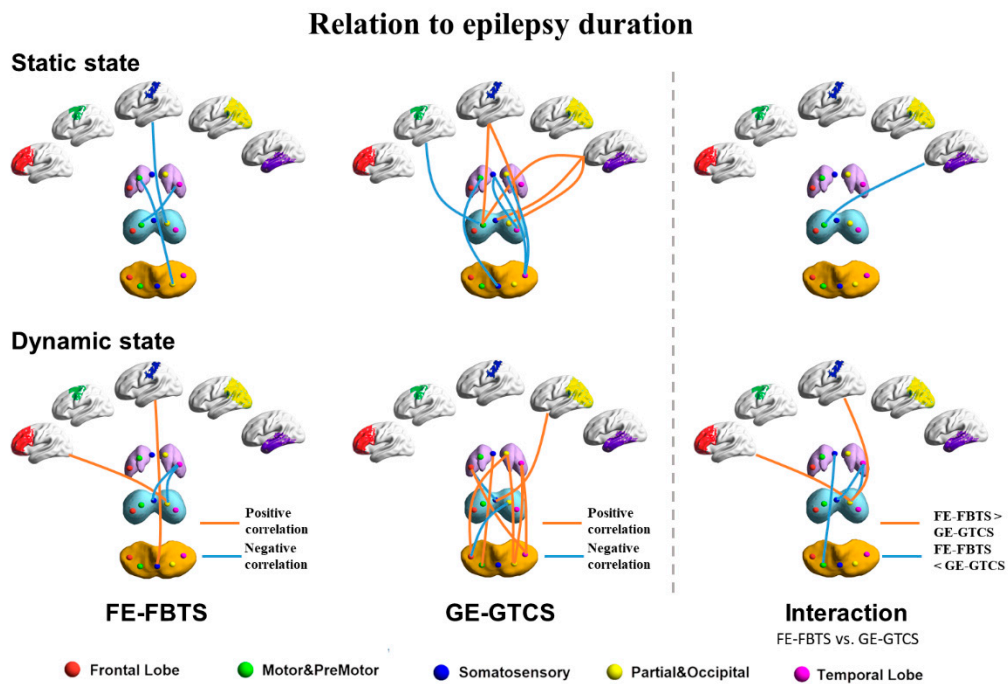 Relation to epilepsy duration
Static state
Dynamic state
Positive
correlation
Negative
correlation
Positive
correlation
Negative
correlation
FE-FBTS >
GE-GTCS
FE-FBTS
< GE-GTCS
FE-FBTS
GE-GTCS
Interaction
FE-FBTS vs. GE-GTCS
Frontal Lobe
Motor&PreMotor
Somatosensory
Partial&Occipital
Temporal Lobe